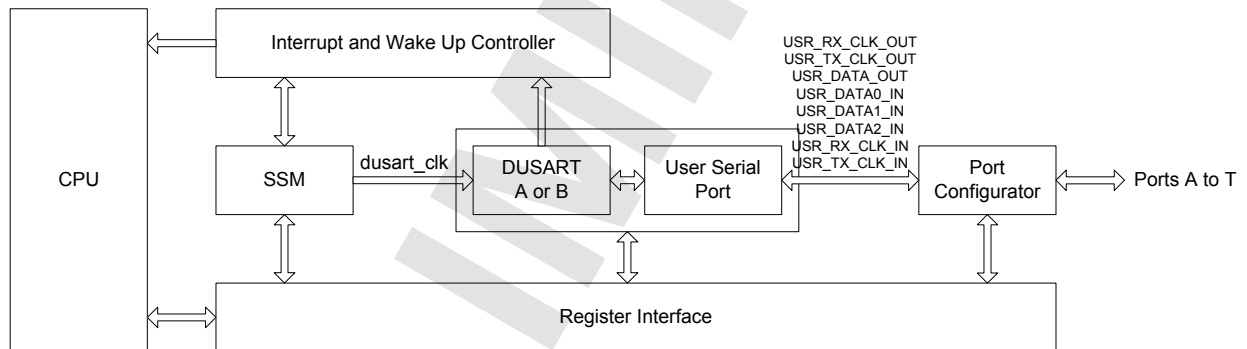 Interrupt and Wake Up Controller
USR_RX_CLK_OUT
USR_TX_CLK_OUT
USR_DATA_OUT
USR_DATA0_IN
USR_DATA1_IN
USR_DATA2_IN
USR_RX_CLK_IN
USR_TX_CLK_IN
CPU
SSM
dusart_clk
DUSART
A or B
User Serial
Port
Port
Configurator
Ports A to T
Register Interface